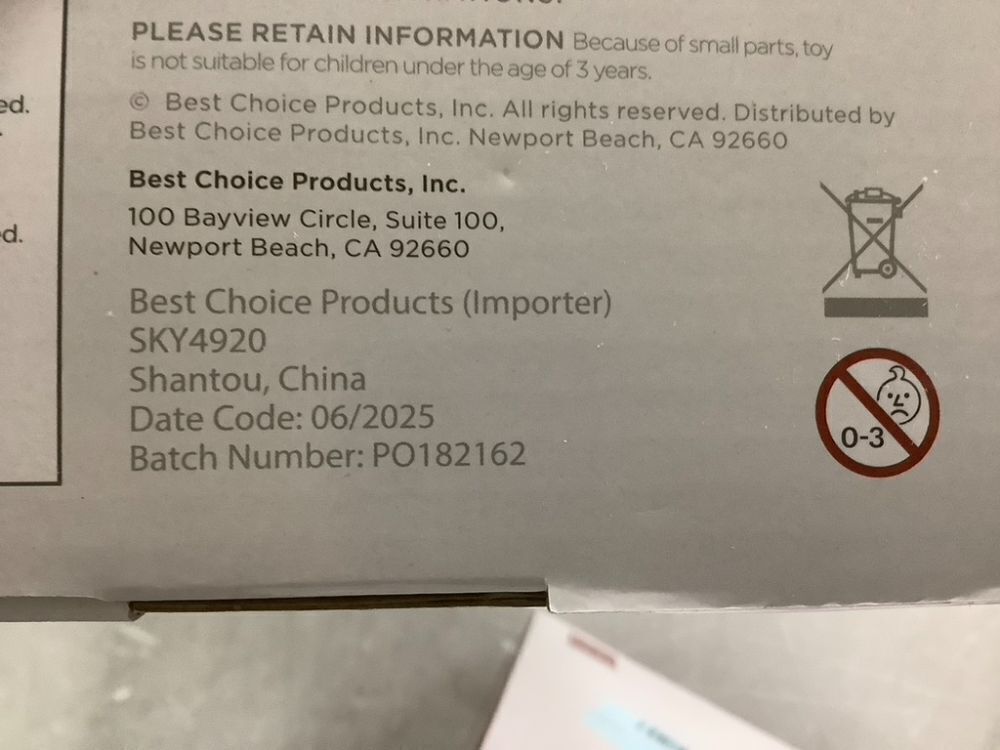 PLEASE RETAIN INFORMATION Because of small parts, toy
is not suitable for children under the age of 3 years.
© Best Choice Products, Inc. All rights reserved. Distributed by
Best Choice Products, Inc. Newport Beach, CA 92660
Best Choice Products, Inc.
100 Bayview Circle, Suite 100,
Newport Beach, CA 92660
Best Choice Products (Importer)
SKY4920
Shantou, China
Date Code: 06/2025
Batch Number: PO182162
0-3